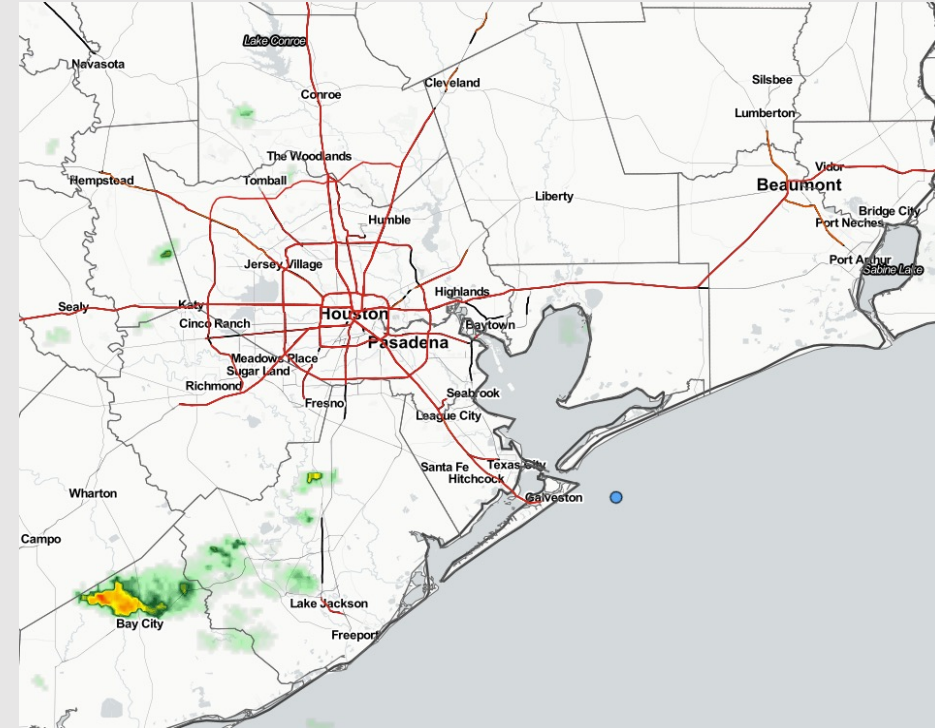 Lake Conroe
Navasota
Silsbee
Cleveland
Conroe
Lumberton
The Woodlands
Vidor
Hempstead
Tomball
Beaumont
Liberty
Bridge City
Humble
Port Neches
Port Arthur
Jersey Village
Sabine Lake
Highlands
Sealy
Katy
Houston
Cinco Ranch
Baytown
Pasadena
Meadows Place
Sugar Land
Richmond
Seabrook
Fresno
League City
Santa Fe
Texas City
Hitchcock
Wharton
Galveston
Campo
Lake Jackson
Bay City
Freeport